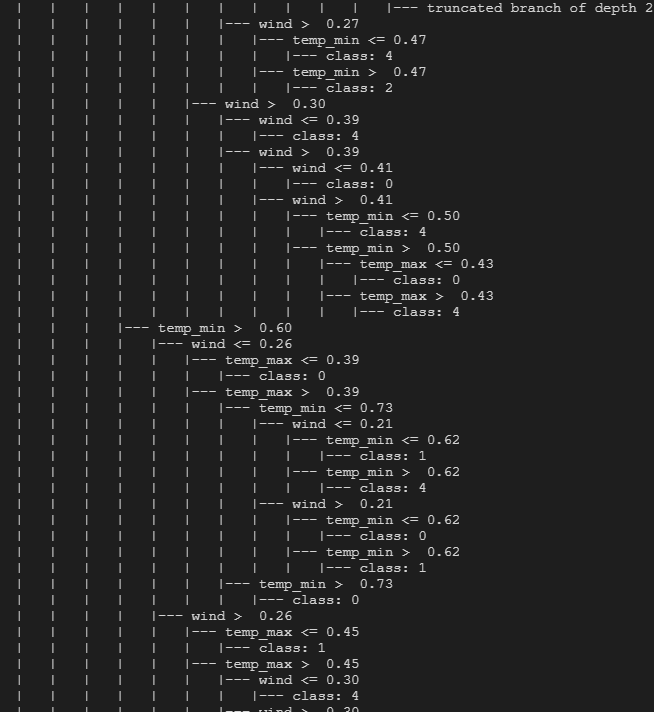 |   |   |   |   |   |   |   |   |   |   |   |--- truncated branch of depth 2
|   |   |   |   |   |   |--- wind >  0.27
|   |   |   |   |   |   |   |--- temp_min <= 0.47
|   |   |   |   |   |   |   |   |--- class: 4
|   |   |   |   |   |   |   |--- temp_min >  0.47
|   |   |   |   |   |   |   |   |--- class: 2
|   |   |   |   |   |--- wind >  0.30
|   |   |   |   |   |   |--- wind <= 0.39
|   |   |   |   |   |   |   |--- class: 4
|   |   |   |   |   |   |--- wind >  0.39
|   |   |   |   |   |   |   |--- wind <= 0.41
|   |   |   |   |   |   |   |   |--- class: 0
|   |   |   |   |   |   |   |--- wind >  0.41
|   |   |   |   |   |   |   |   |--- temp_min <= 0.50
|   |   |   |   |   |   |   |   |   |--- class: 4
|   |   |   |   |   |   |   |   |--- temp_min >  0.50
|   |   |   |   |   |   |   |   |   |--- temp_max <= 0.43
|   |   |   |   |   |   |   |   |   |   |--- class: 0
|   |   |   |   |   |   |   |   |   |--- temp_max >  0.43
|   |   |   |   |   |   |   |   |   |   |--- class: 4
|   |   |   |--- temp_min >  0.60
|   |   |   |   |--- wind <= 0.26
|   |   |   |   |   |--- temp_max <= 0.39
|   |   |   |   |   |   |--- class: 0
|   |   |   |   |   |--- temp_max >  0.39
|   |   |   |   |   |   |--- temp_min <= 0.73
|   |   |   |   |   |   |   |--- wind <= 0.21
|   |   |   |   |   |   |   |   |--- temp_min <= 0.62
|   |   |   |   |   |   |   |   |   |--- class: 1
|   |   |   |   |   |   |   |   |--- temp_min >  0.62
|   |   |   |   |   |   |   |   |   |--- class: 4
|   |   |   |   |   |   |   |--- wind >  0.21
|   |   |   |   |   |   |   |   |--- temp_min <= 0.62
|   |   |   |   |   |   |   |   |   |--- class: 0
|   |   |   |   |   |   |   |   |--- temp_min >  0.62
|   |   |   |   |   |   |   |   |   |--- class: 1
|   |   |   |   |   |   |--- temp_min >  0.73
|   |   |   |   |   |   |   |--- class: 0
|   |   |   |   |--- wind >  0.26
|   |   |   |   |   |--- temp_max <= 0.45
|   |   |   |   |   |   |--- class: 1
|   |   |   |   |   |--- temp_max >  0.45
|   |   |   |   |   |   |--- wind <= 0.30
|   |   |   |   |   |   |   |--- class: 4
|   |   |   |   |   |   |--- wind >  0.30